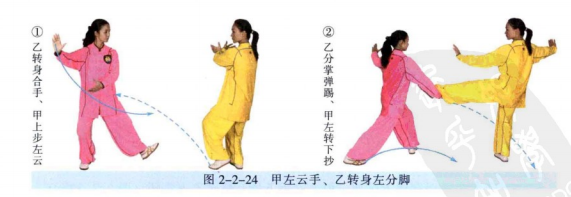 ① 乙转身合手、甲上步左云
② 乙分掌弹踢、甲左转下抄
图 2-2-24 甲左云手、乙转身左分脚